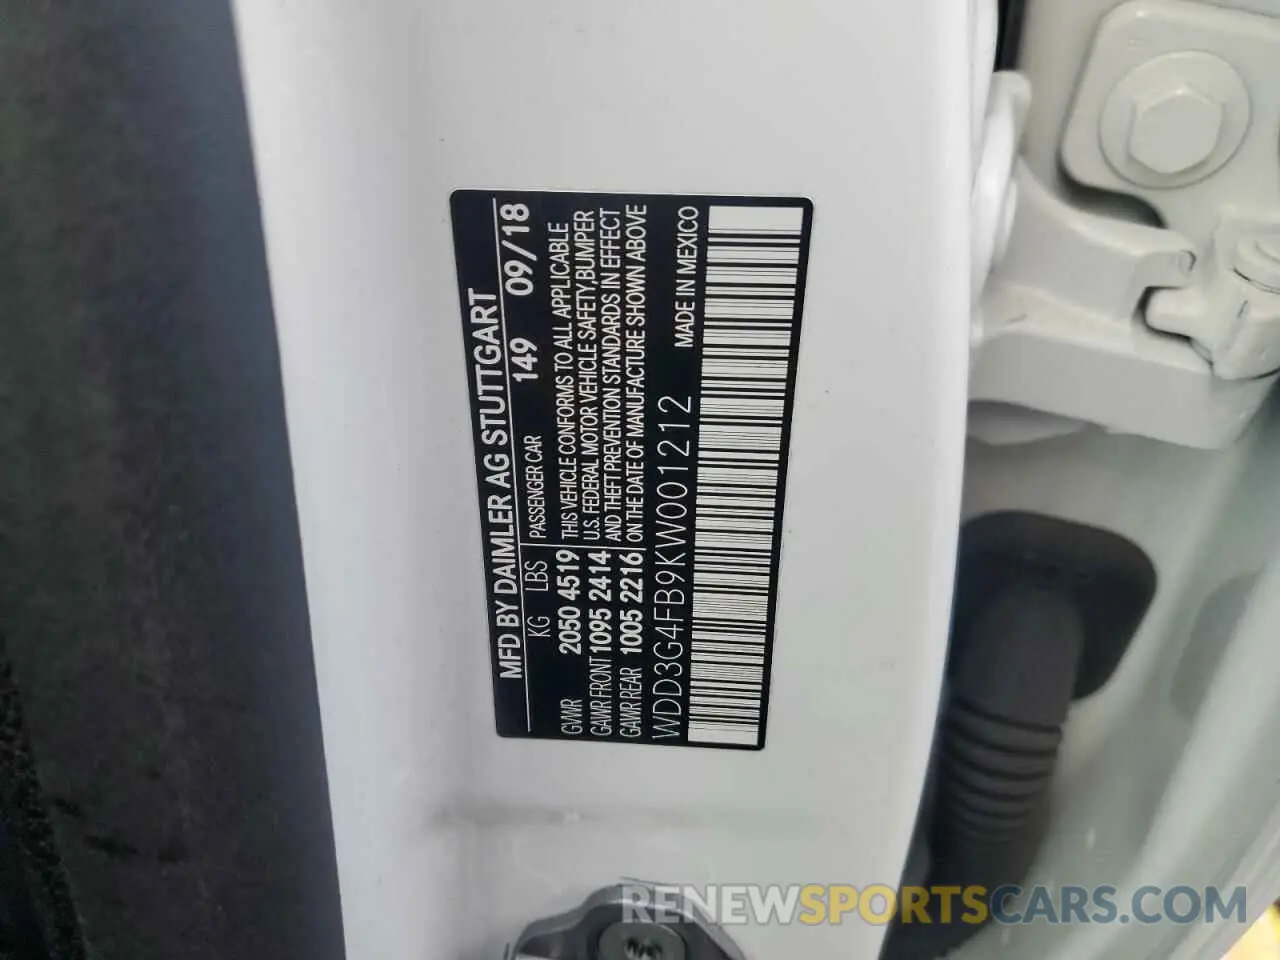 MFD BY DAIMLER AG STUTTGART
KG LBS PASSENGER CAR 149 09/18
GVWR 2050 4519 THIS VEHICLE CONFORMS TO ALL APPLICABLE
GAWR FRONT 1095 2414 U.S. FEDERAL MOTOR VEHICLE SAFETY,BUMPER
GAWR REAR 1005 2216 AND THEFT PREVENTION STANDARDS IN EFFECT
ON THE DATE OF MANUFACTURE SHOWN ABOVE
WDD3G4FB9KW001212 MADE IN MEXICO
RENEWSPORTSCARS.COM